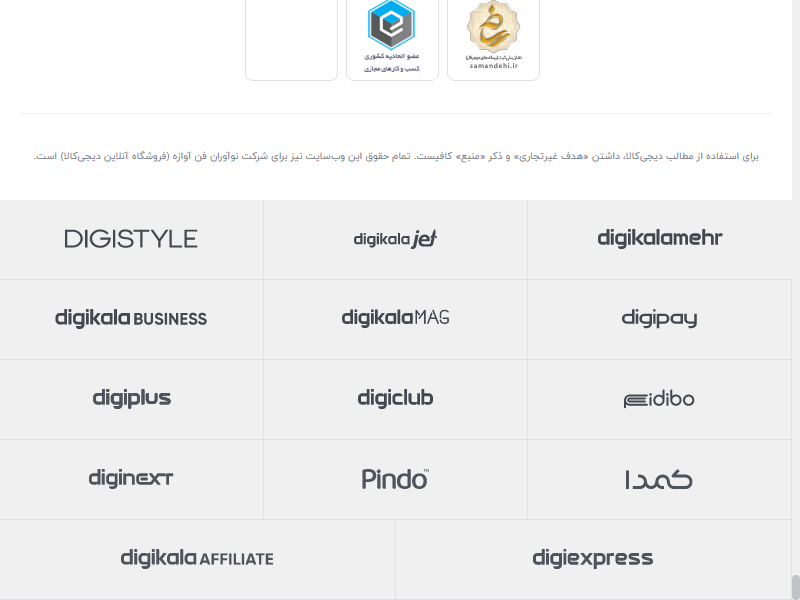 عضو اتحادیه کشوری
کسب و کارهای مجازی
samandehi.ir
برای استفاده از مطالب دیجی‌کالا، داشتن «هدف غیرتجاری» و ذکر «منبع» کافیست. تمام حقوق این وب‌سایت نیز برای شرکت نوآوران فن آوازه (فروشگاه آنلاین دیجی‌کالا) است.
DIGISTYLE
digikala jet
digikalamehr
digikala BUSINESS
digikala MAG
digipay
digiplus
digiclub
Fidibo
diginext
Pindo™
کمدا
digikala AFFILIATE
digiexpress